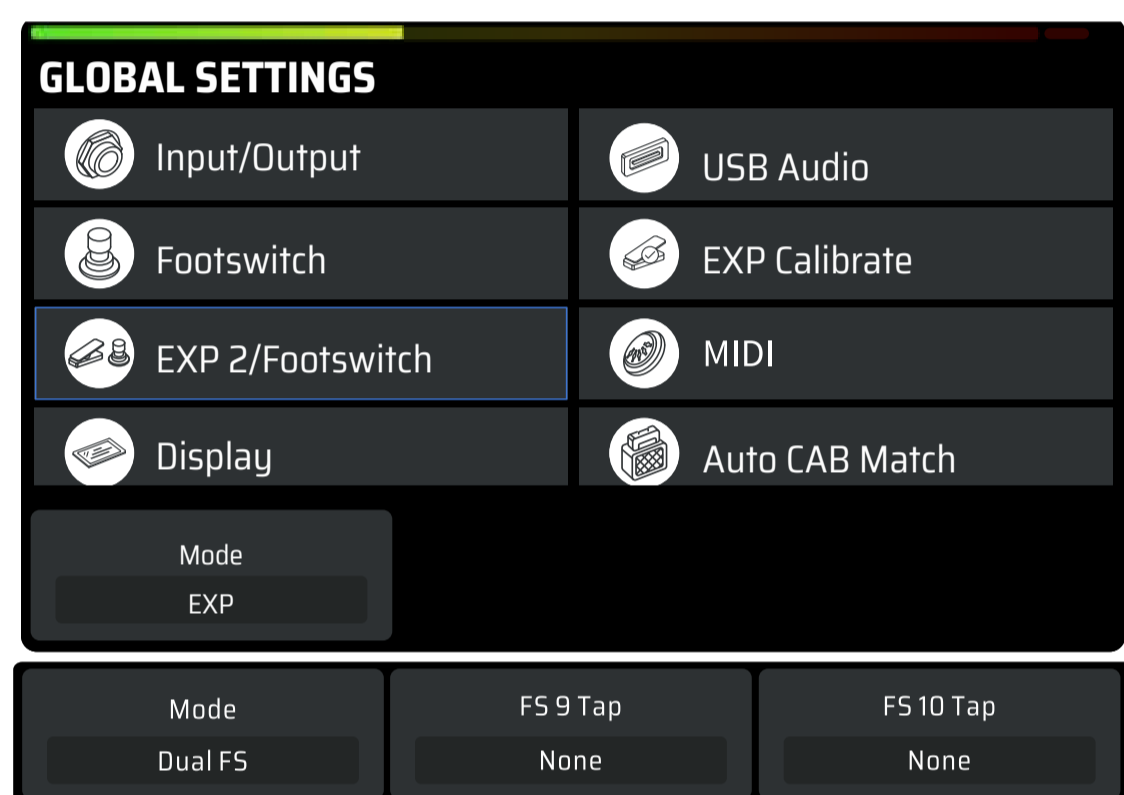 GLOBAL SETTINGS
Input/Output
USB Audio
Footswitch
EXP Calibrate
EXP 2/Footswitch
MIDI
Display
Auto CAB Match
Mode
EXP
Mode
FS 9 Tap
FS 10 Tap
Dual FS
None
None